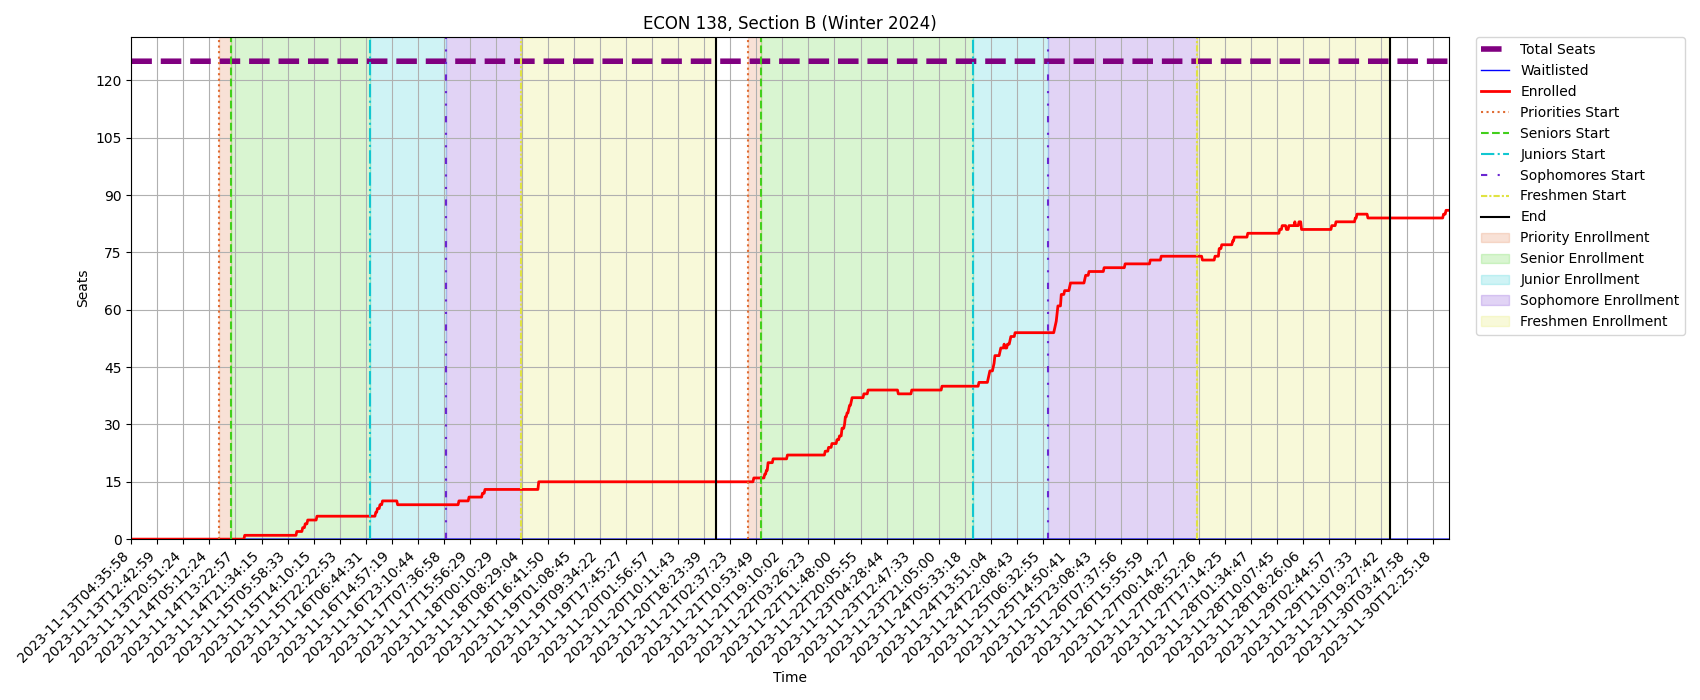 ECON 138, Section B (Winter 2024)
Seats
120
105
90
75
60
45
30
15
0
2023-11-13T04:35:58
2023-11-13T12:42:59
2023-11-13T20:51:24
2023-11-14T05:12:24
2023-11-14T13:22:57
2023-11-14T21:34:15
2023-11-15T05:58:33
2023-11-15T14:10:15
2023-11-15T22:22:53
2023-11-16T06:44:31
2023-11-16T14:57:19
2023-11-16T23:10:44
2023-11-17T07:36:58
2023-11-17T15:56:29
2023-11-18T00:10:29
2023-11-18T08:29:04
2023-11-18T16:41:50
2023-11-19T01:08:45
2023-11-19T09:34:22
2023-11-19T17:45:27
2023-11-20T01:56:57
2023-11-20T10:11:43
2023-11-20T18:23:39
2023-11-21T02:37:23
2023-11-21T10:53:49
2023-11-21T19:10:02
2023-11-22T03:26:23
2023-11-22T11:48:00
2023-11-22T20:05:55
2023-11-23T04:28:44
2023-11-23T12:47:33
2023-11-23T21:05:00
2023-11-24T05:33:18
2023-11-24T13:51:04
2023-11-24T22:08:43
2023-11-25T06:32:55
2023-11-25T14:50:41
2023-11-25T23:08:43
2023-11-26T07:37:56
2023-11-26T15:55:59
2023-11-27T00:14:27
2023-11-27T08:52:26
2023-11-27T17:14:25
2023-11-28T01:34:47
2023-11-28T10:07:45
2023-11-28T18:26:06
2023-11-29T02:44:57
2023-11-29T11:07:33
2023-11-29T19:27:42
2023-11-30T03:47:58
2023-11-30T12:25:18
Time
Total Seats
Waitlisted
Enrolled
Priorities Start
Seniors Start
Juniors Start
Sophomores Start
Freshmen Start
End
Priority Enrollment
Senior Enrollment
Junior Enrollment
Sophomore Enrollment
Freshmen Enrollment